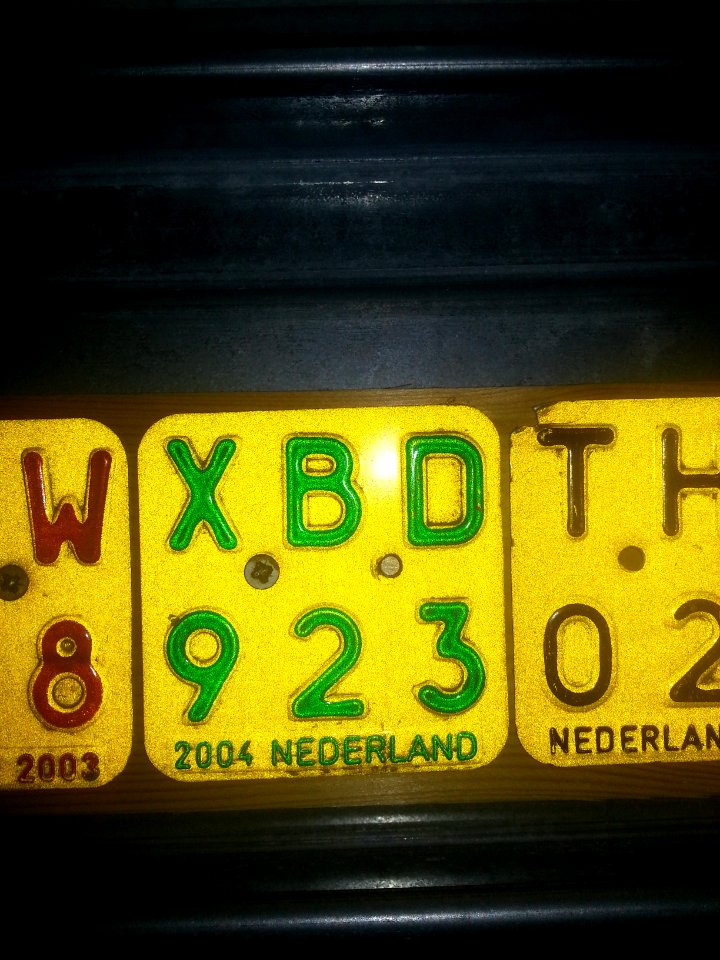 W
8
2003
XBD
923
2004 NEDERLAND
TH
02
NEDERLAN